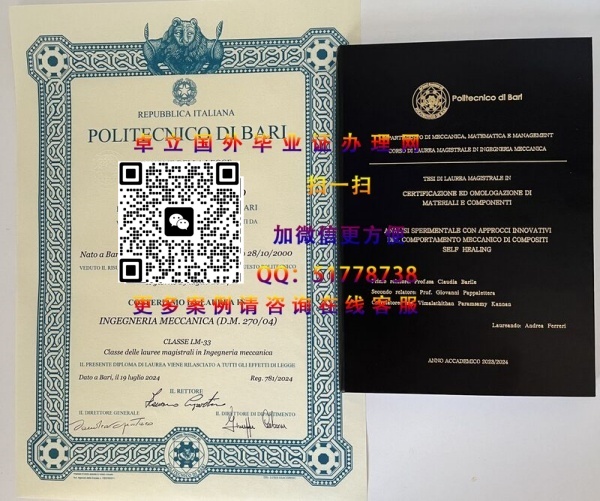 REPUBBLICA ITALIANA
POLITECNICO DI BARI
卓立国外毕业证办理网
扫一扫
加微信更方便
QQ: 51778738
更多案例请咨询在线客服
Nato a Bar
28/10/2000
INGEGNERIA MECCANICA (D.M. 270/04)
CLASSE LM-33
Classe delle lauree magistrali in Ingegneria meccanica
IL PRESENTE DIPLOMA DI LAUREA VIENE RILASCIATO A TUTTI GLI EFFETTI DI LEGGE
Dato a Bari, il 19 luglio 2024
Reg. 781/2024
IL RETTORE
IL DIRETTORE GENERALE
IL DIRETTORE DI DIPARTIMENTO
Politecnico di Bari
DIPARTIMENTO DI MECCANICA, MATEMATICA E MANAGEMENT
CORSO DI LAUREA MAGISTRALE IN INGEGNERIA MECCANICA
TESI DI LAUREA MAGISTRALE IN
CERTIFICAZIONE ED OMOLOGAZIONE DI
MATERIALI E COMPONENTI
SPERIMENTALE CON APPROCCI INNOVATIVI
COMPORTAMENTO MECCANICO DI COMPOSITI
SELF HEALING
Prof.ssa Claudia Barile
Secondo relatore: Prof. Giovanni Pappalettera
Vimalathithan Paramsamy Kannan
Laureando: Andrea Ferreri
ANNO ACCADEMICO 2023/2024